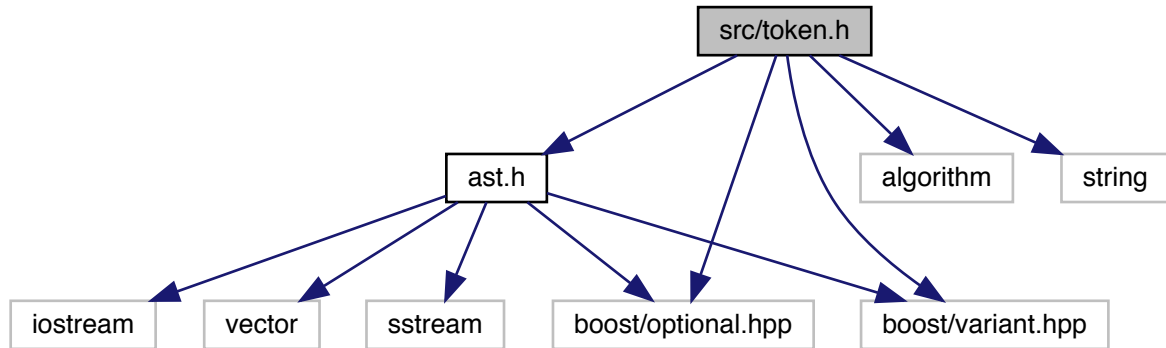 src/token.h
ast.h
algorithm
string
iostream
vector
sstream
boost/optional.hpp
boost/variant.hpp